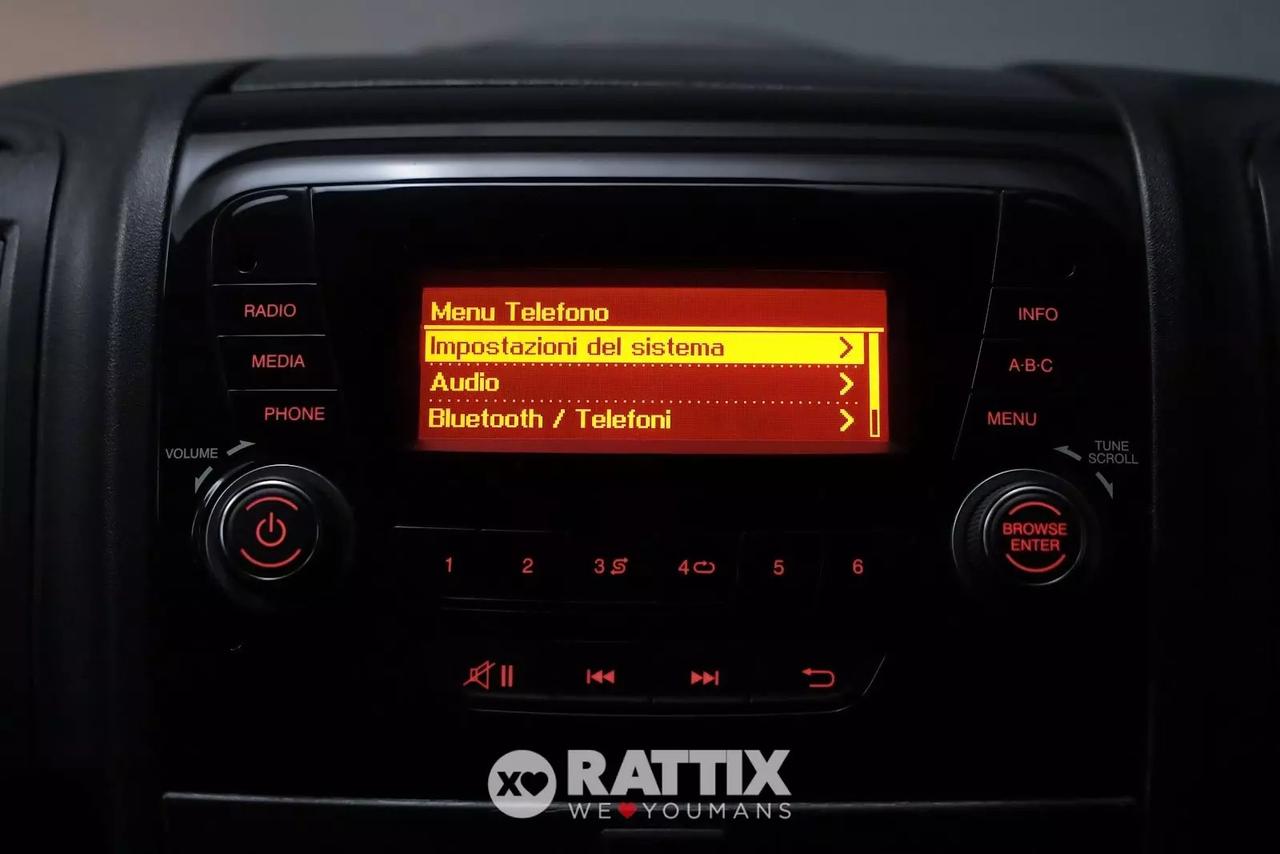 RADIO
MEDIA
PHONE
VOLUME
Menu Telefono
Impostazioni del sistema
Audio
Bluetooth / Telefoni
INFO
A·B·C
MENU
TUNE
SCROLL
BROWSE
ENTER
1 2 3 4 5 6
XO RATTIX
WE YOUMANS